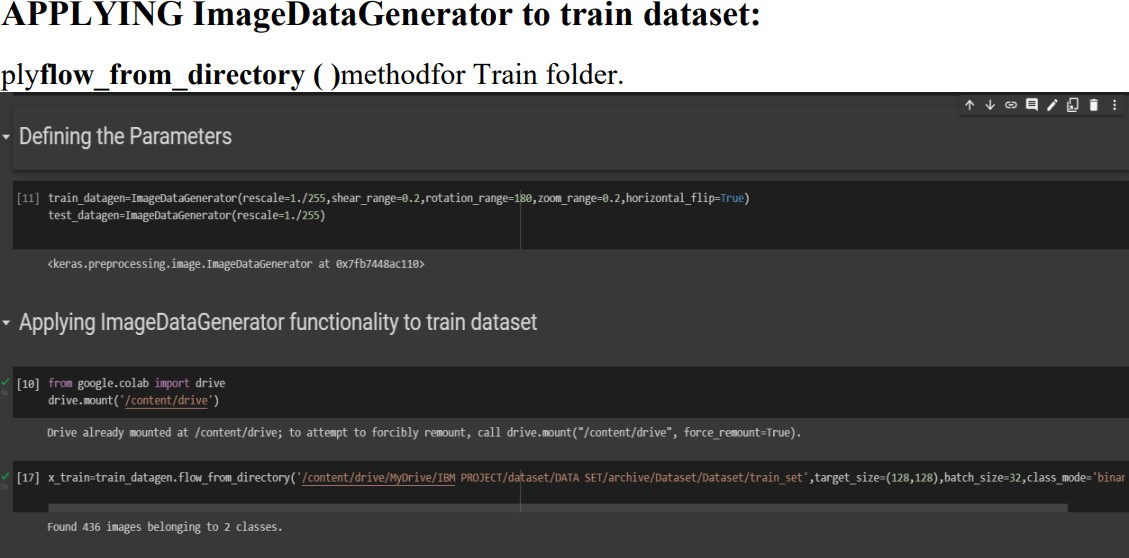 APPLYING ImageDataGenerator to train dataset:
plyflow_from_directory ( )methodfor Train folder.
Defining the Parameters
[11] train_datagen=ImageDataGenerator(rescale=1./255,shear_range=0.2,rotation_range=180,zoom_range=0.2,horizontal_flip=True)
test_datagen=ImageDataGenerator(rescale=1./255)
<keras.preprocessing.image.ImageDataGenerator at 0x7fb7448ac110>
Applying ImageDataGenerator functionality to train dataset
[10] from google.colab import drive
drive.mount('/content/drive')
Drive already mounted at /content/drive; to attempt to forcibly remount, call drive.mount("/content/drive", force_remount=True).
[17] x_train=train_datagen.flow_from_directory('/content/drive/MyDrive/IBM PROJECT/dataset/DATA SET/archive/Dataset/Dataset/train_set',target_size=(128,128),batch_size=32,class_mode='binar
Found 436 images belonging to 2 classes.